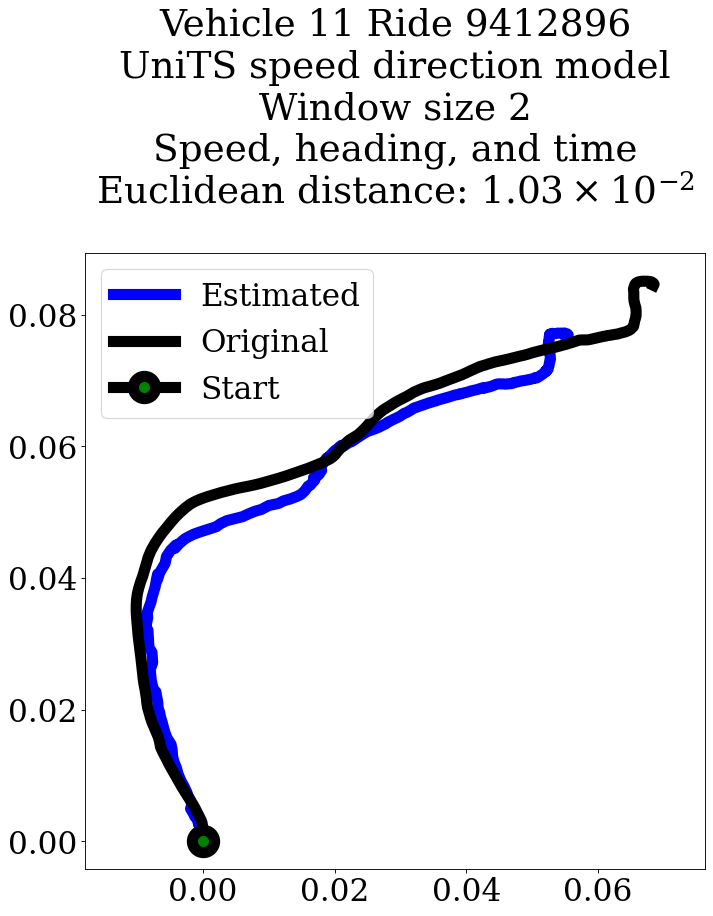 Vehicle 11 Ride 9412896
UniTS speed direction model
Window size 2
Speed, heading, and time
Euclidean distance: 1.03 × 10⁻²
Estimated
Original
Start
0.08
0.06
0.04
0.02
0.00
0.00 0.02 0.04 0.06